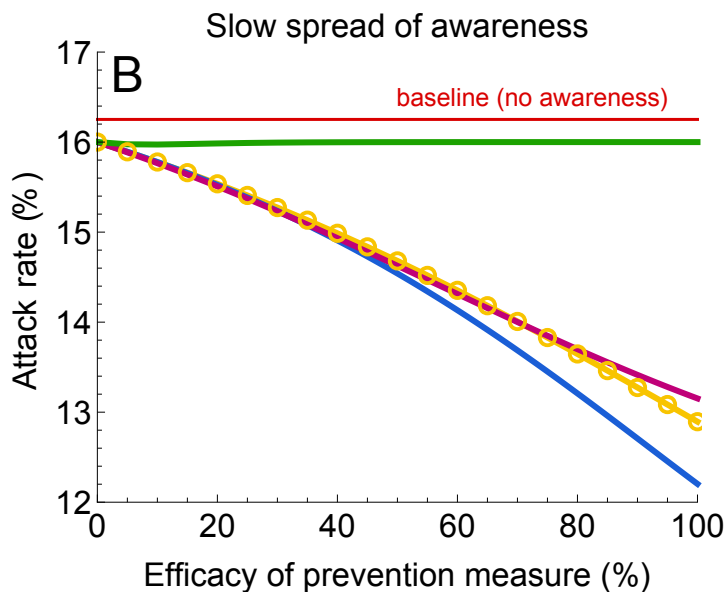 Slow spread of awareness
B
baseline (no awareness)
17
16
15
14
13
12
0
20
40
60
80
100
Attack rate (%)
Efficacy of prevention measure (%)